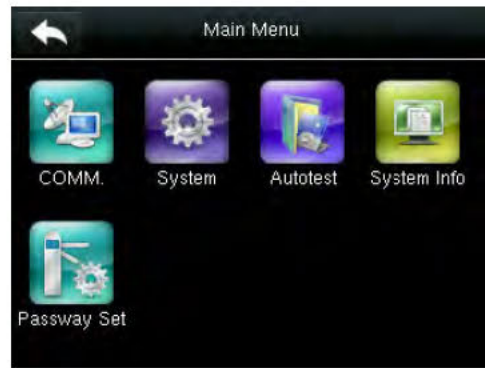 Main Menu
COMM.
System
Autotest
System Info
Passway Set